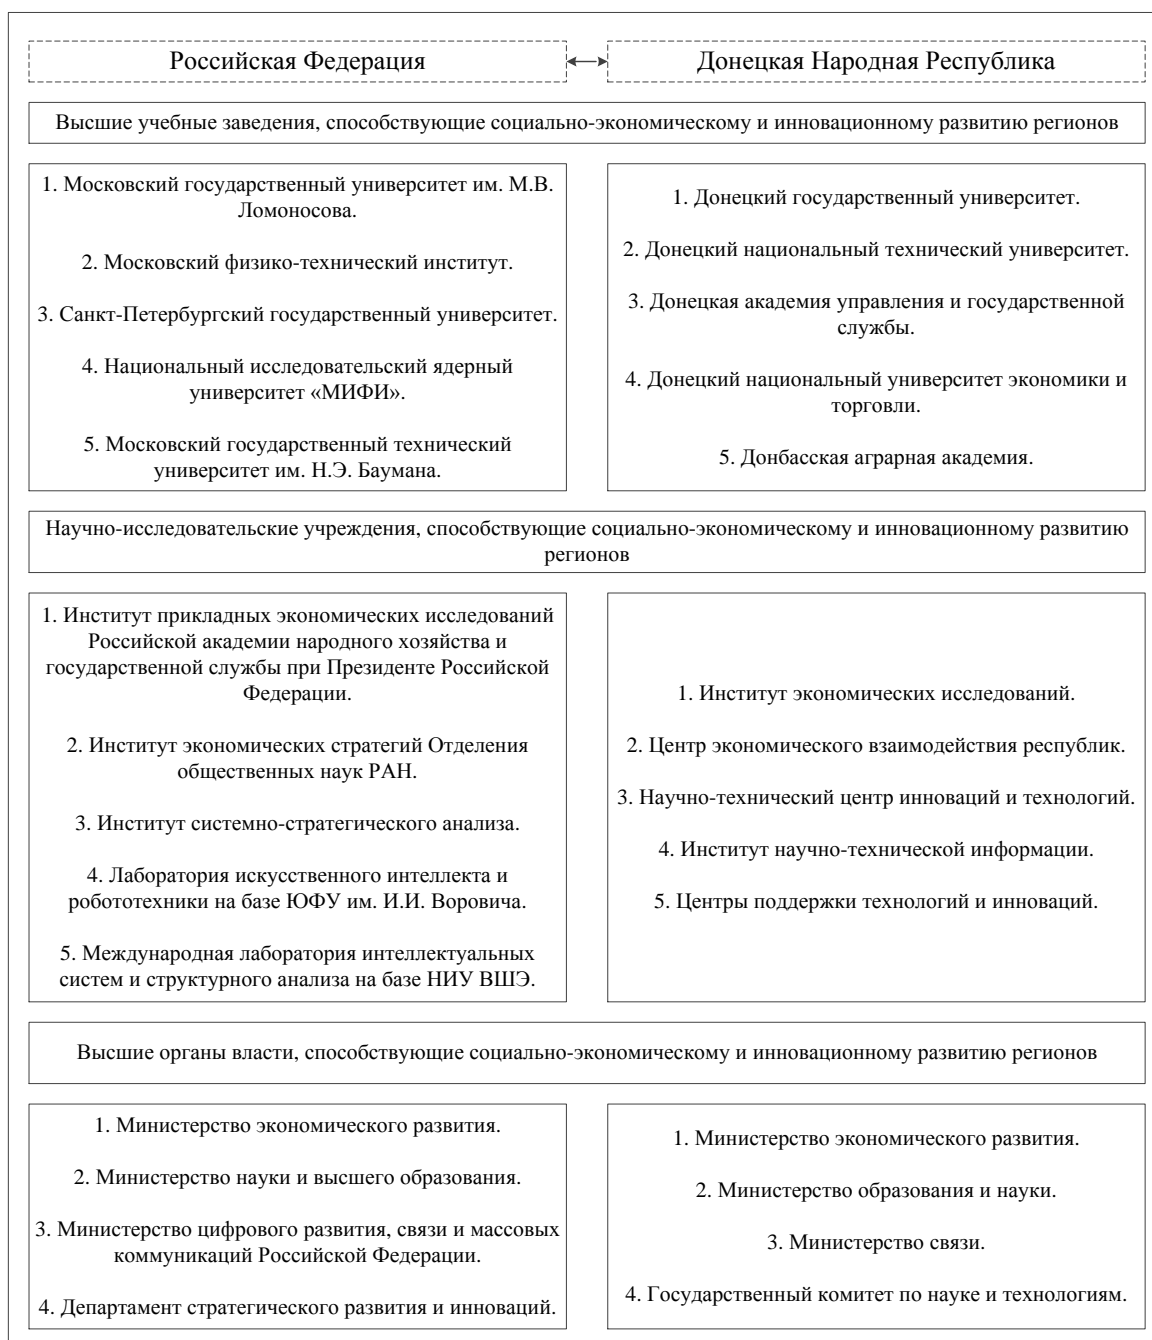 Российская Федерация
Донецкая Народная Республика
Высшие учебные заведения, способствующие социально-экономическому и инновационному развитию регионов
1. Московский государственный университет им. М.В.
Ломоносова.
2. Московский физико-технический институт.
3. Санкт-Петербургский государственный университет.
4. Национальный исследовательский ядерный
университет «МИФИ».
5. Московский государственный технический
университет им. Н.Э. Баумана.
1. Донецкий государственный университет.
2. Донецкий национальный технический университет.
3. Донецкая академия управления и государственной
службы.
4. Донецкий национальный университет экономики и
торговли.
5. Донбасская аграрная академия.
Научно-исследовательские учреждения, способствующие социально-экономическому и инновационному развитию
регионов
1. Институт прикладных экономических исследований
Российской академии народного хозяйства и
государственной службы при Президенте Российской
Федерации.
2. Институт экономических стратегий Отделения
общественных наук РАН.
3. Институт системно-стратегического анализа.
4. Лаборатория искусственного интеллекта и
робототехники на базе ЮФУ им. И.И. Воровича.
5. Международная лаборатория интеллектуальных
систем и структурного анализа на базе НИУ ВШЭ.
1. Институт экономических исследований.
2. Центр экономического взаимодействия республик.
3. Научно-технический центр инноваций и технологий.
4. Институт научно-технической информации.
5. Центры поддержки технологий и инноваций.
Высшие органы власти, способствующие социально-экономическому и инновационному развитию регионов
1. Министерство экономического развития.
2. Министерство науки и высшего образования.
3. Министерство цифрового развития, связи и массовых
коммуникаций Российской Федерации.
4. Департамент стратегического развития и инноваций.
1. Министерство экономического развития.
2. Министерство образования и науки.
3. Министерство связи.
4. Государственный комитет по науке и технологиям.